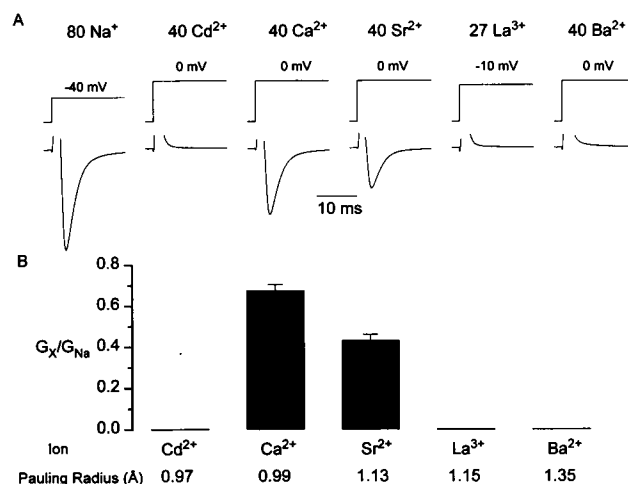 A
80 Na⁺ 40 Cd²⁺ 40 Ca²⁺ 40 Sr²⁺ 27 La³⁺ 40 Ba²⁺
-40 mV 0 mV 0 mV 0 mV -10 mV 0 mV
10 ms
B
0.8
0.6
G_X/G_Na
0.4
0.2
0.0
Ion Cd²⁺ Ca²⁺ Sr²⁺ La³⁺ Ba²⁺
Pauling Radius (Å) 0.97 0.99 1.13 1.15 1.35